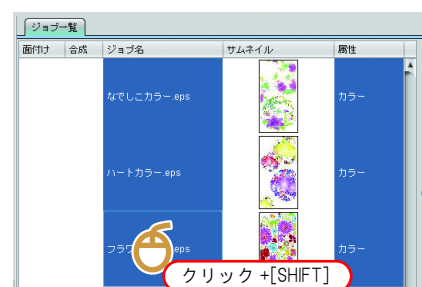 ジョブ一覧
面付け 合成 ジョブ名 サムネイル 属性
なでしこカラー.eps カラー
ハートカラー.eps カラー
フラワ eps カラー
クリック+[SHIFT]